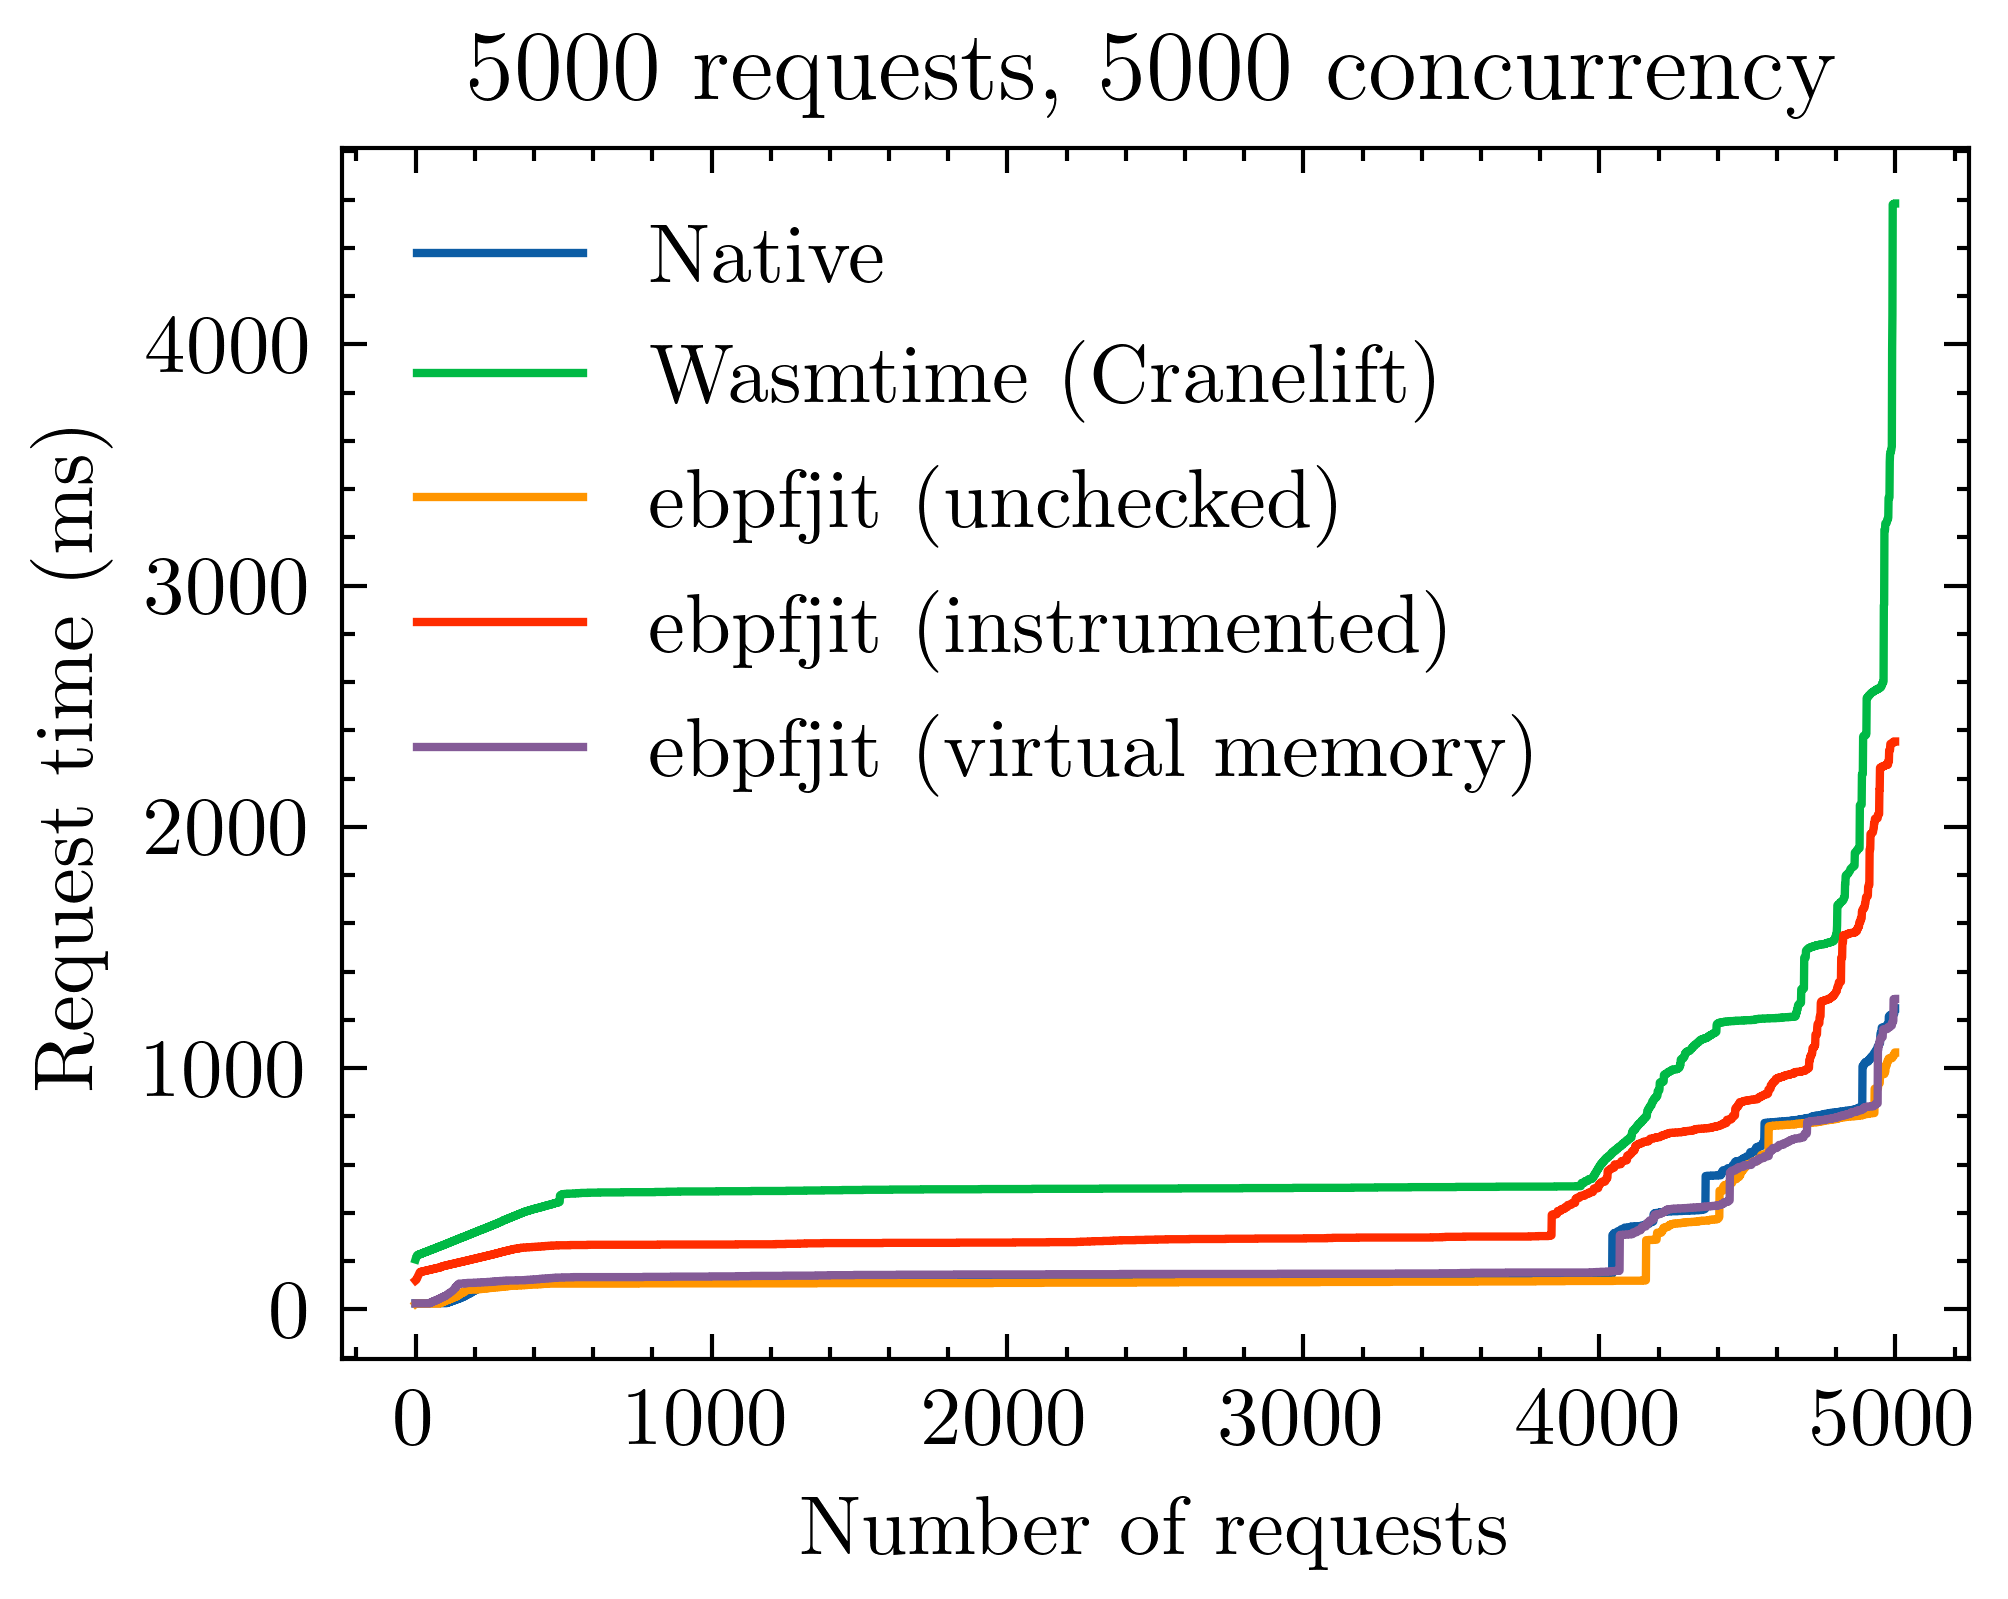 5000 requests, 5000 concurrency
Native
Wasmtime (Cranelift)
ebpfjit (unchecked)
ebpfjit (instrumented)
ebpfjit (virtual memory)
Request time (ms)
4000
3000
2000
1000
0
0 1000 2000 3000 4000 5000
Number of requests